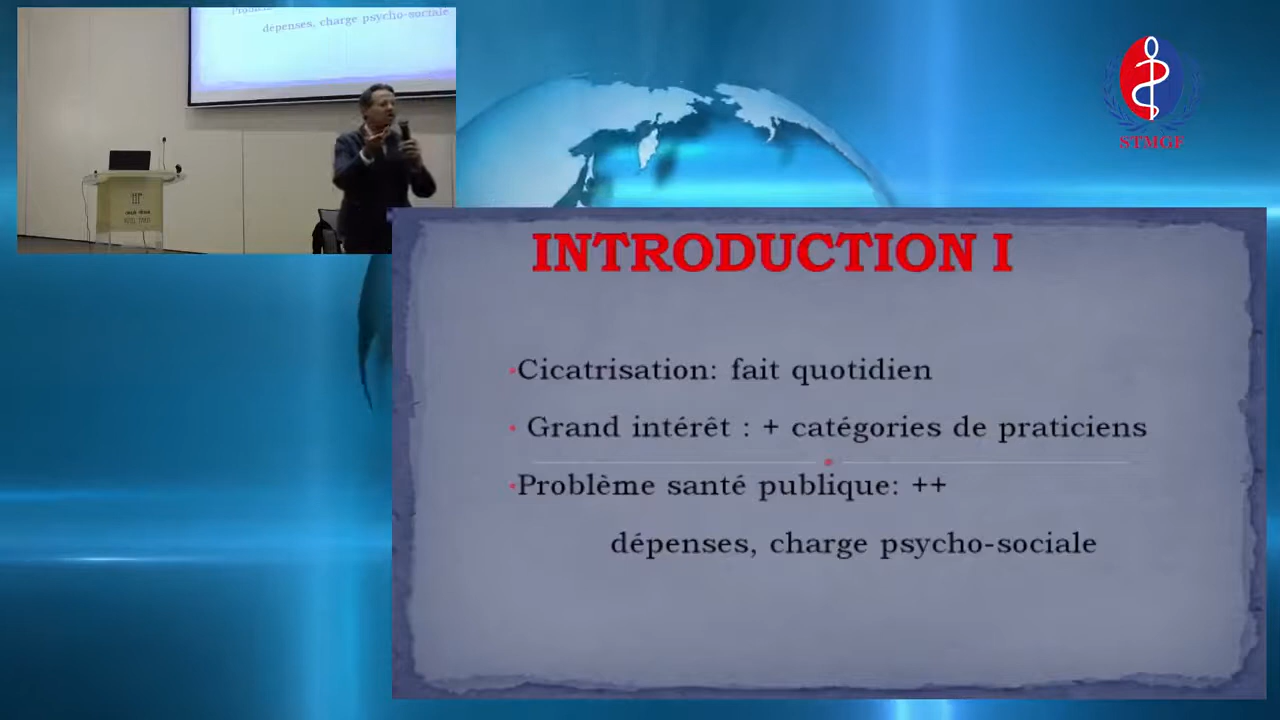 dépenses, charge psycho-sociale
STMGF
INTRODUCTION I
Cicatrisation: fait quotidien
Grand intérêt : + catégories de praticiens
Problème santé publique: ++
dépenses, charge psycho-sociale